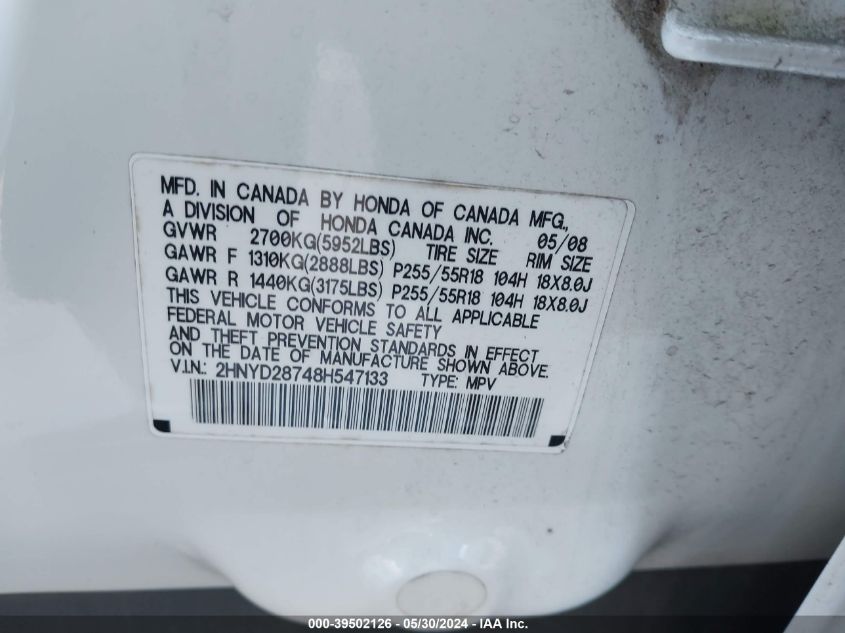 MFD. IN CANADA BY HONDA OF CANADA MFG.,
A DIVISION OF HONDA CANADA INC. 05/08
GVWR 2700KG(5952LBS) TIRE SIZE RIM SIZE
GAWR F 1310KG(2888LBS) P255/55R18 104H 18X8.0J
GAWR R 1440KG(3175LBS) P255/55R18 104H 18X8.0J
THIS VEHICLE CONFORMS TO ALL APPLICABLE
FEDERAL MOTOR VEHICLE SAFETY
AND THEFT PREVENTION STANDARDS IN EFFECT
ON THE DATE OF MANUFACTURE SHOWN ABOVE.
V.I.N.: 2HNYD28748H547133 TYPE: MPV
000-39502126 - 05/30/2024 - IAA Inc.